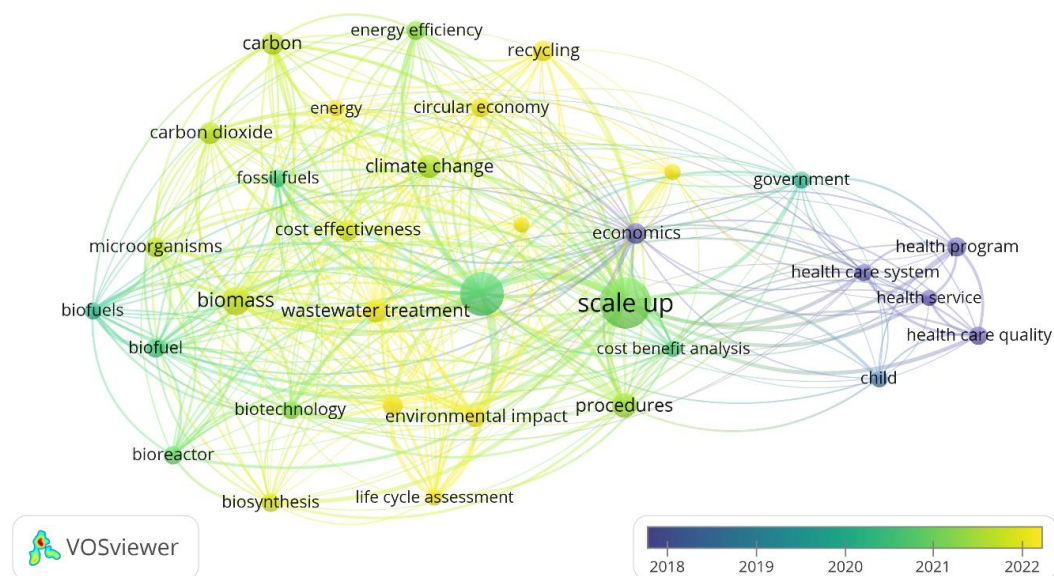 energy efficiency
carbon
recycling
energy
circular economy
carbon dioxide
climate change
fossil fuels
government
cost effectiveness
economics
microorganisms
health program
health care system
biomass
health service
biofuels
wastewater treatment
scale up
health care quality
biofuel
cost benefit analysis
child
biotechnology
environmental impact
procedures
bioreactor
biosynthesis
life cycle assessment
VOSviewer
2018 2019 2020 2021 2022